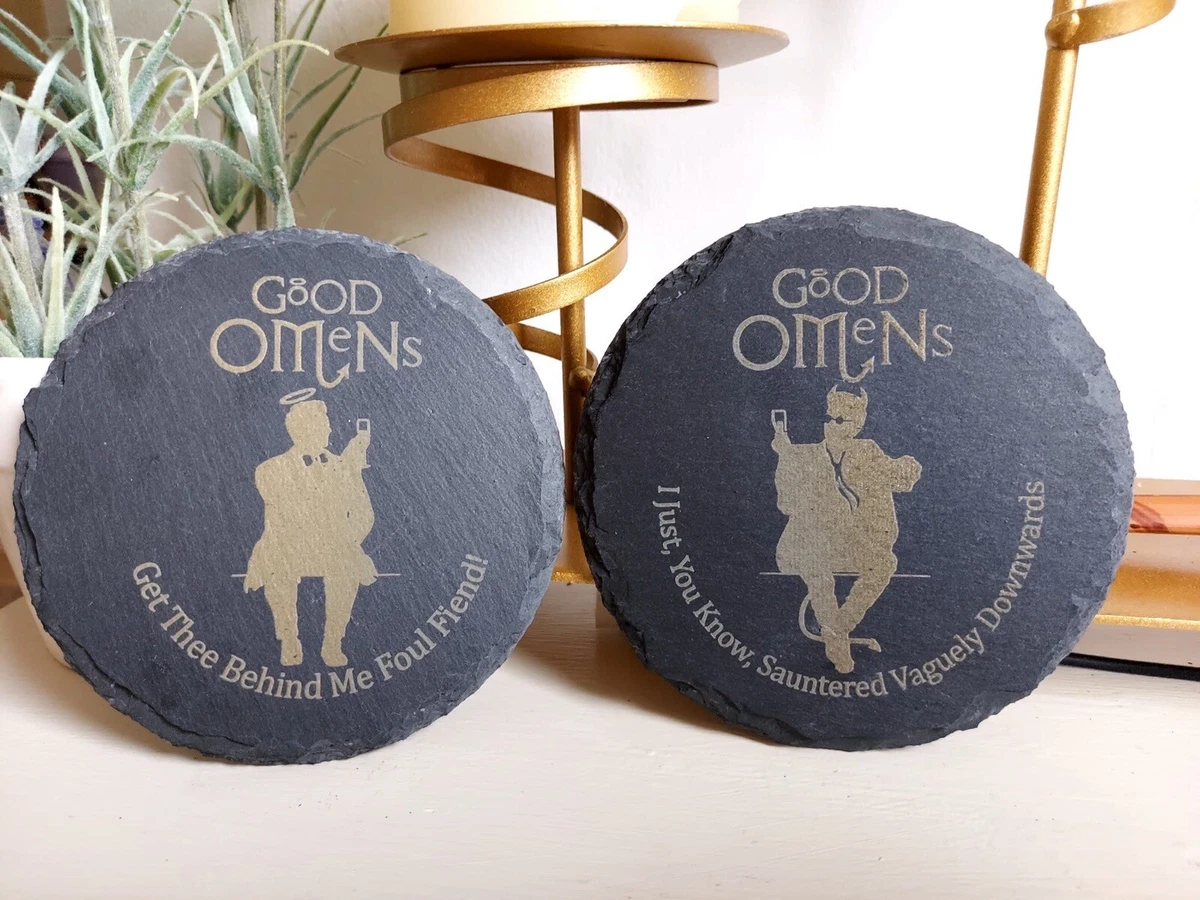 GOOD
OMeNs
Get Thee Behind Me Foul Fiend!
GOOD
OMeNs
I Just, You Know, Sauntered Vaguely Downwards